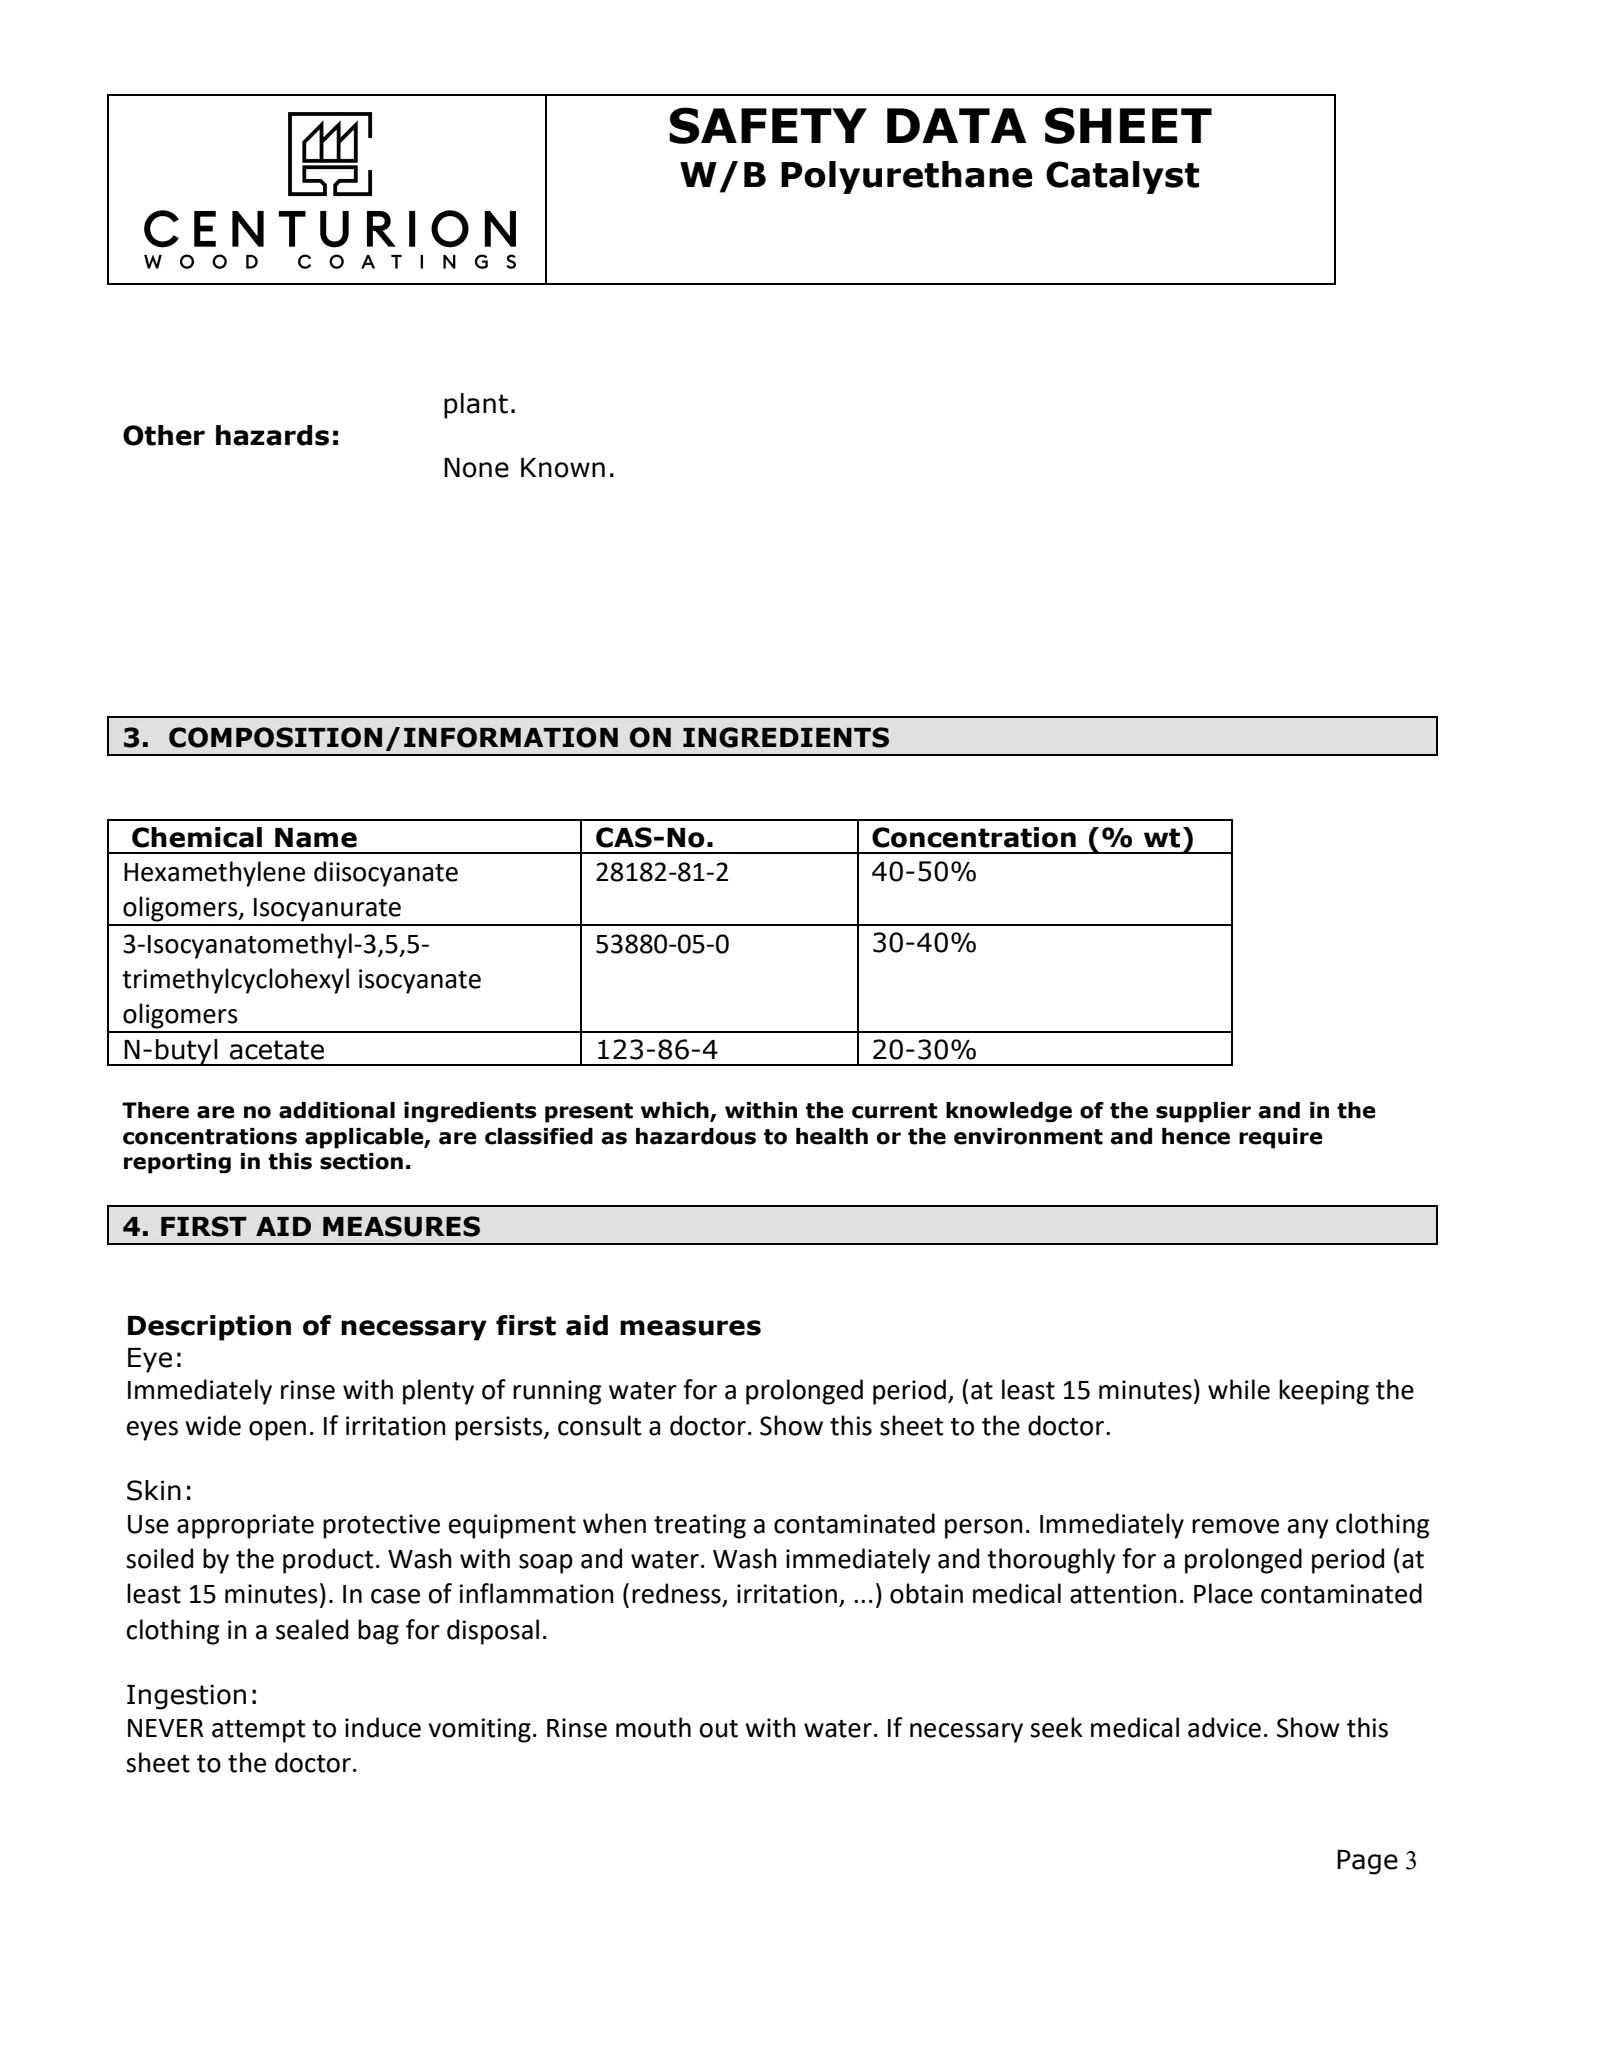 CENTURION
WOOD COATINGS
SAFETY DATA SHEET
W/B Polyurethane Catalyst
plant.
Other hazards:
None Known.
3.  COMPOSITION/INFORMATION ON INGREDIENTS
Chemical Name CAS-No. Concentration (% wt)
Hexamethylene diisocyanate 28182-81-2 40-50%
oligomers, Isocyanurate
3-Isocyanatomethyl-3,5,5- 53880-05-0 30-40%
trimethylcyclohexyl isocyanate
oligomers
N-butyl acetate 123-86-4 20-30%
There are no additional ingredients present which, within the current knowledge of the supplier and in the
concentrations applicable, are classified as hazardous to health or the environment and hence require
reporting in this section.
4. FIRST AID MEASURES
Description of necessary first aid measures
Eye:
Immediately rinse with plenty of running water for a prolonged period, (at least 15 minutes) while keeping the
eyes wide open. If irritation persists, consult a doctor. Show this sheet to the doctor.
Skin:
Use appropriate protective equipment when treating a contaminated person. Immediately remove any clothing
soiled by the product. Wash with soap and water. Wash immediately and thoroughly for a prolonged period (at
least 15 minutes). In case of inflammation (redness, irritation, ...) obtain medical attention. Place contaminated
clothing in a sealed bag for disposal.
Ingestion:
NEVER attempt to induce vomiting. Rinse mouth out with water. If necessary seek medical advice. Show this
sheet to the doctor.
Page 3